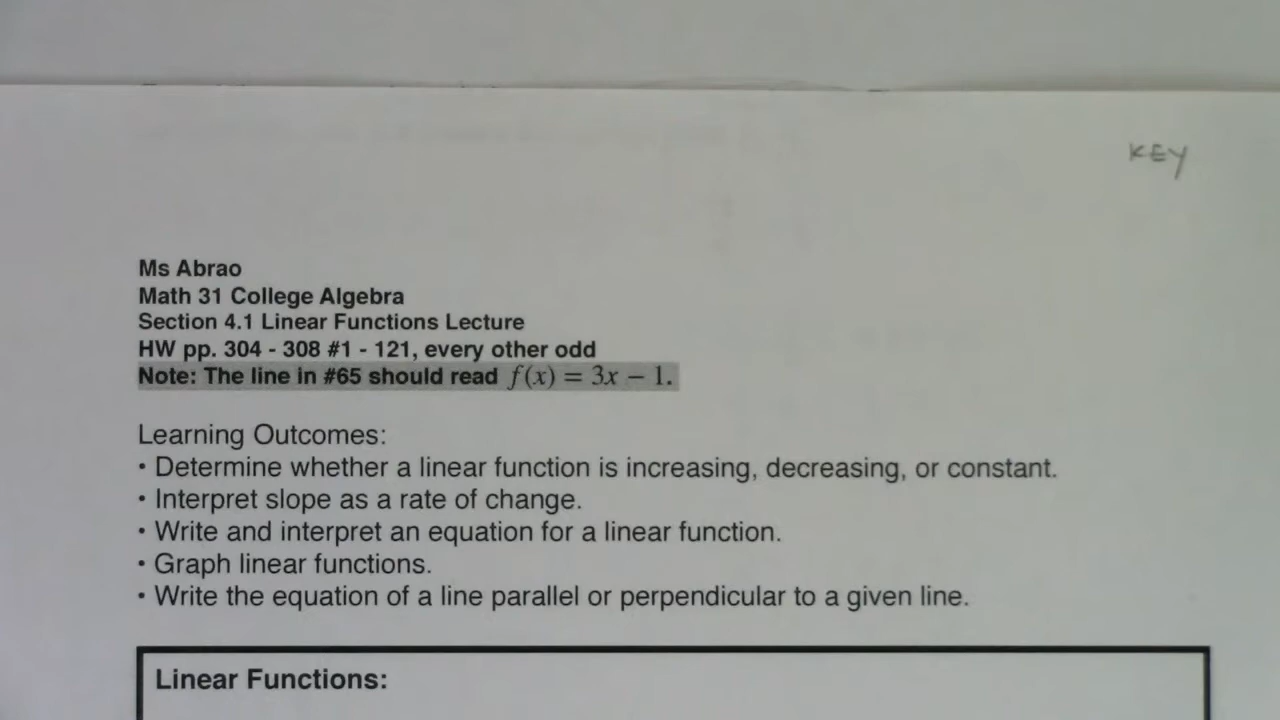 KEY
Ms Abrao
Math 31 College Algebra
Section 4.1 Linear Functions Lecture
HW pp. 304 - 308 #1 - 121, every other odd
Note: The line in #65 should read f(x) = 3x − 1.
Learning Outcomes:
• Determine whether a linear function is increasing, decreasing, or constant.
• Interpret slope as a rate of change.
• Write and interpret an equation for a linear function.
• Graph linear functions.
• Write the equation of a line parallel or perpendicular to a given line.
Linear Functions: